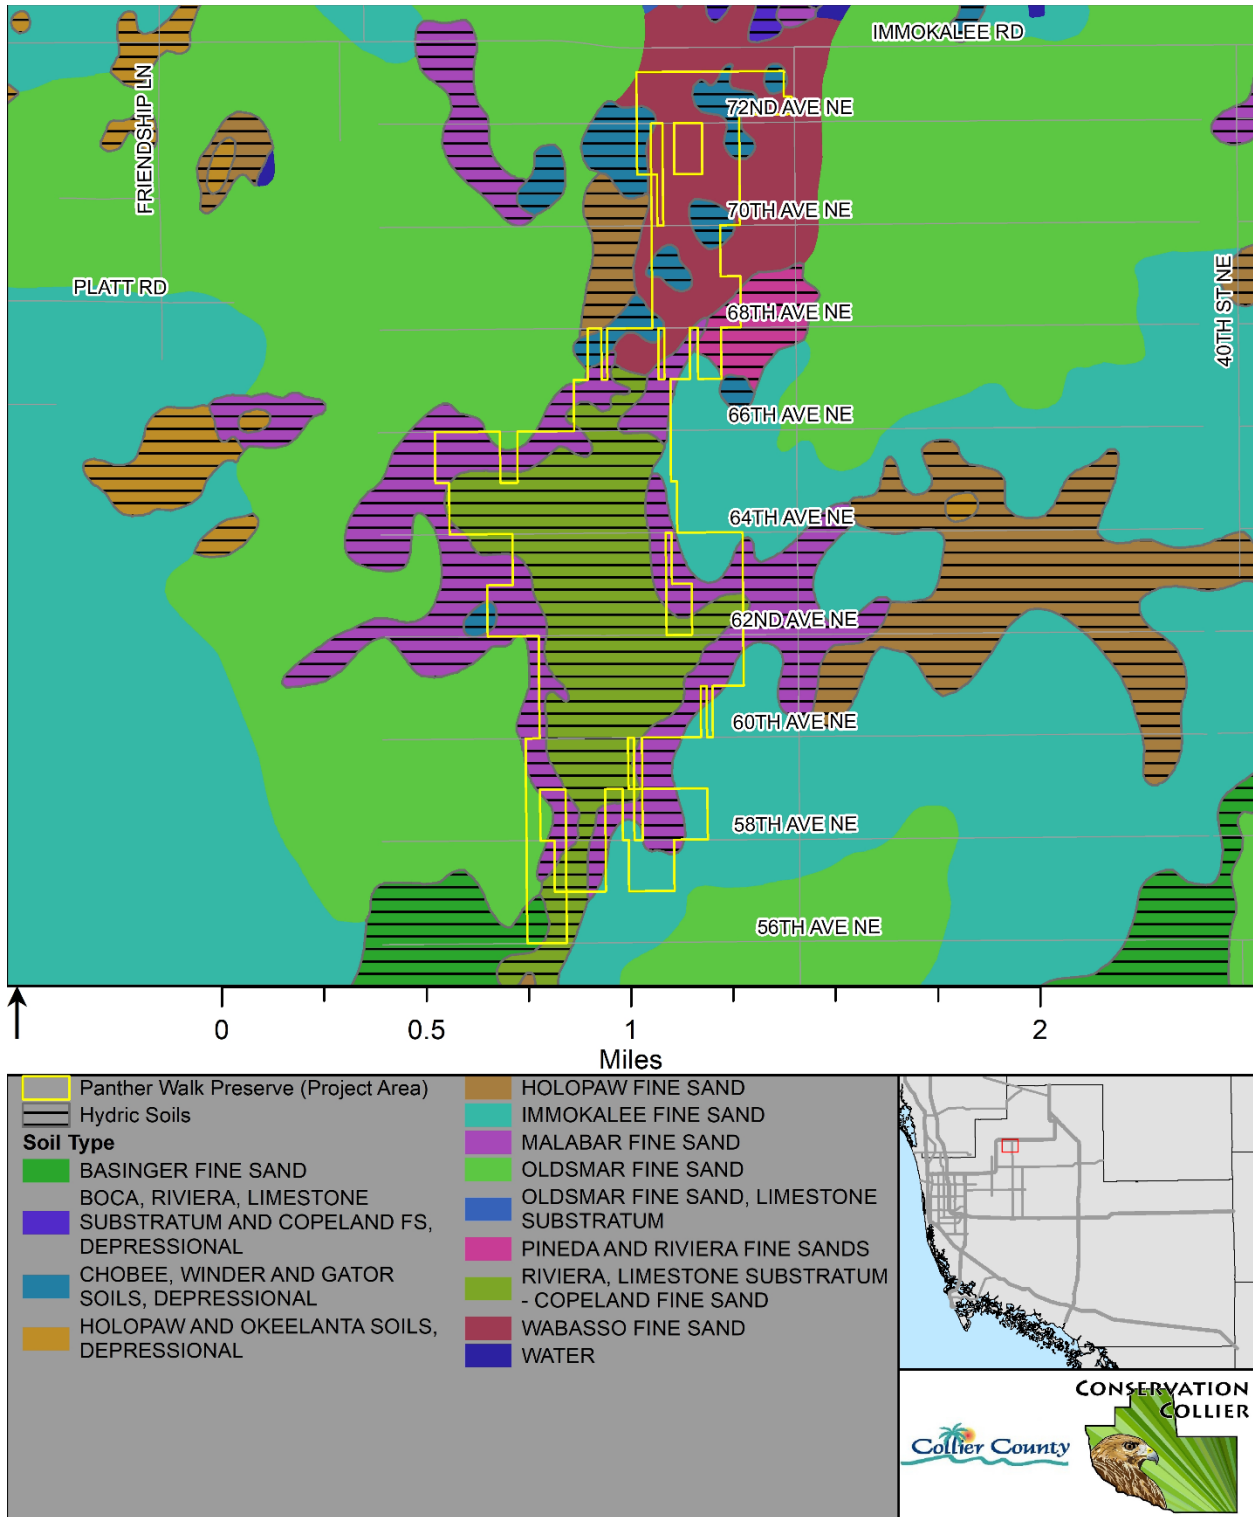 IMMOKALEE RD
FRIENDSHIP LN
72ND AVE NE
70TH AVE NE
PLATT RD
68TH AVE NE
40TH ST NE
66TH AVE NE
64TH AVE NE
62ND AVE NE
60TH AVE NE
58TH AVE NE
56TH AVE NE
0 0.5 1 2
Miles
Panther Walk Preserve (Project Area)
Hydric Soils
Soil Type
BASINGER FINE SAND
BOCA, RIVIERA, LIMESTONE
SUBSTRATUM AND COPELAND FS,
DEPRESSIONAL
CHOBEE, WINDER AND GATOR
SOILS, DEPRESSIONAL
HOLOPAW AND OKEELANTA SOILS,
DEPRESSIONAL
HOLOPAW FINE SAND
IMMOKALEE FINE SAND
MALABAR FINE SAND
OLDSMAR FINE SAND
OLDSMAR FINE SAND, LIMESTONE
SUBSTRATUM
PINEDA AND RIVIERA FINE SANDS
RIVIERA, LIMESTONE SUBSTRATUM
- COPELAND FINE SAND
WABASSO FINE SAND
WATER
CONSERVATION
COLLIER
Collier County